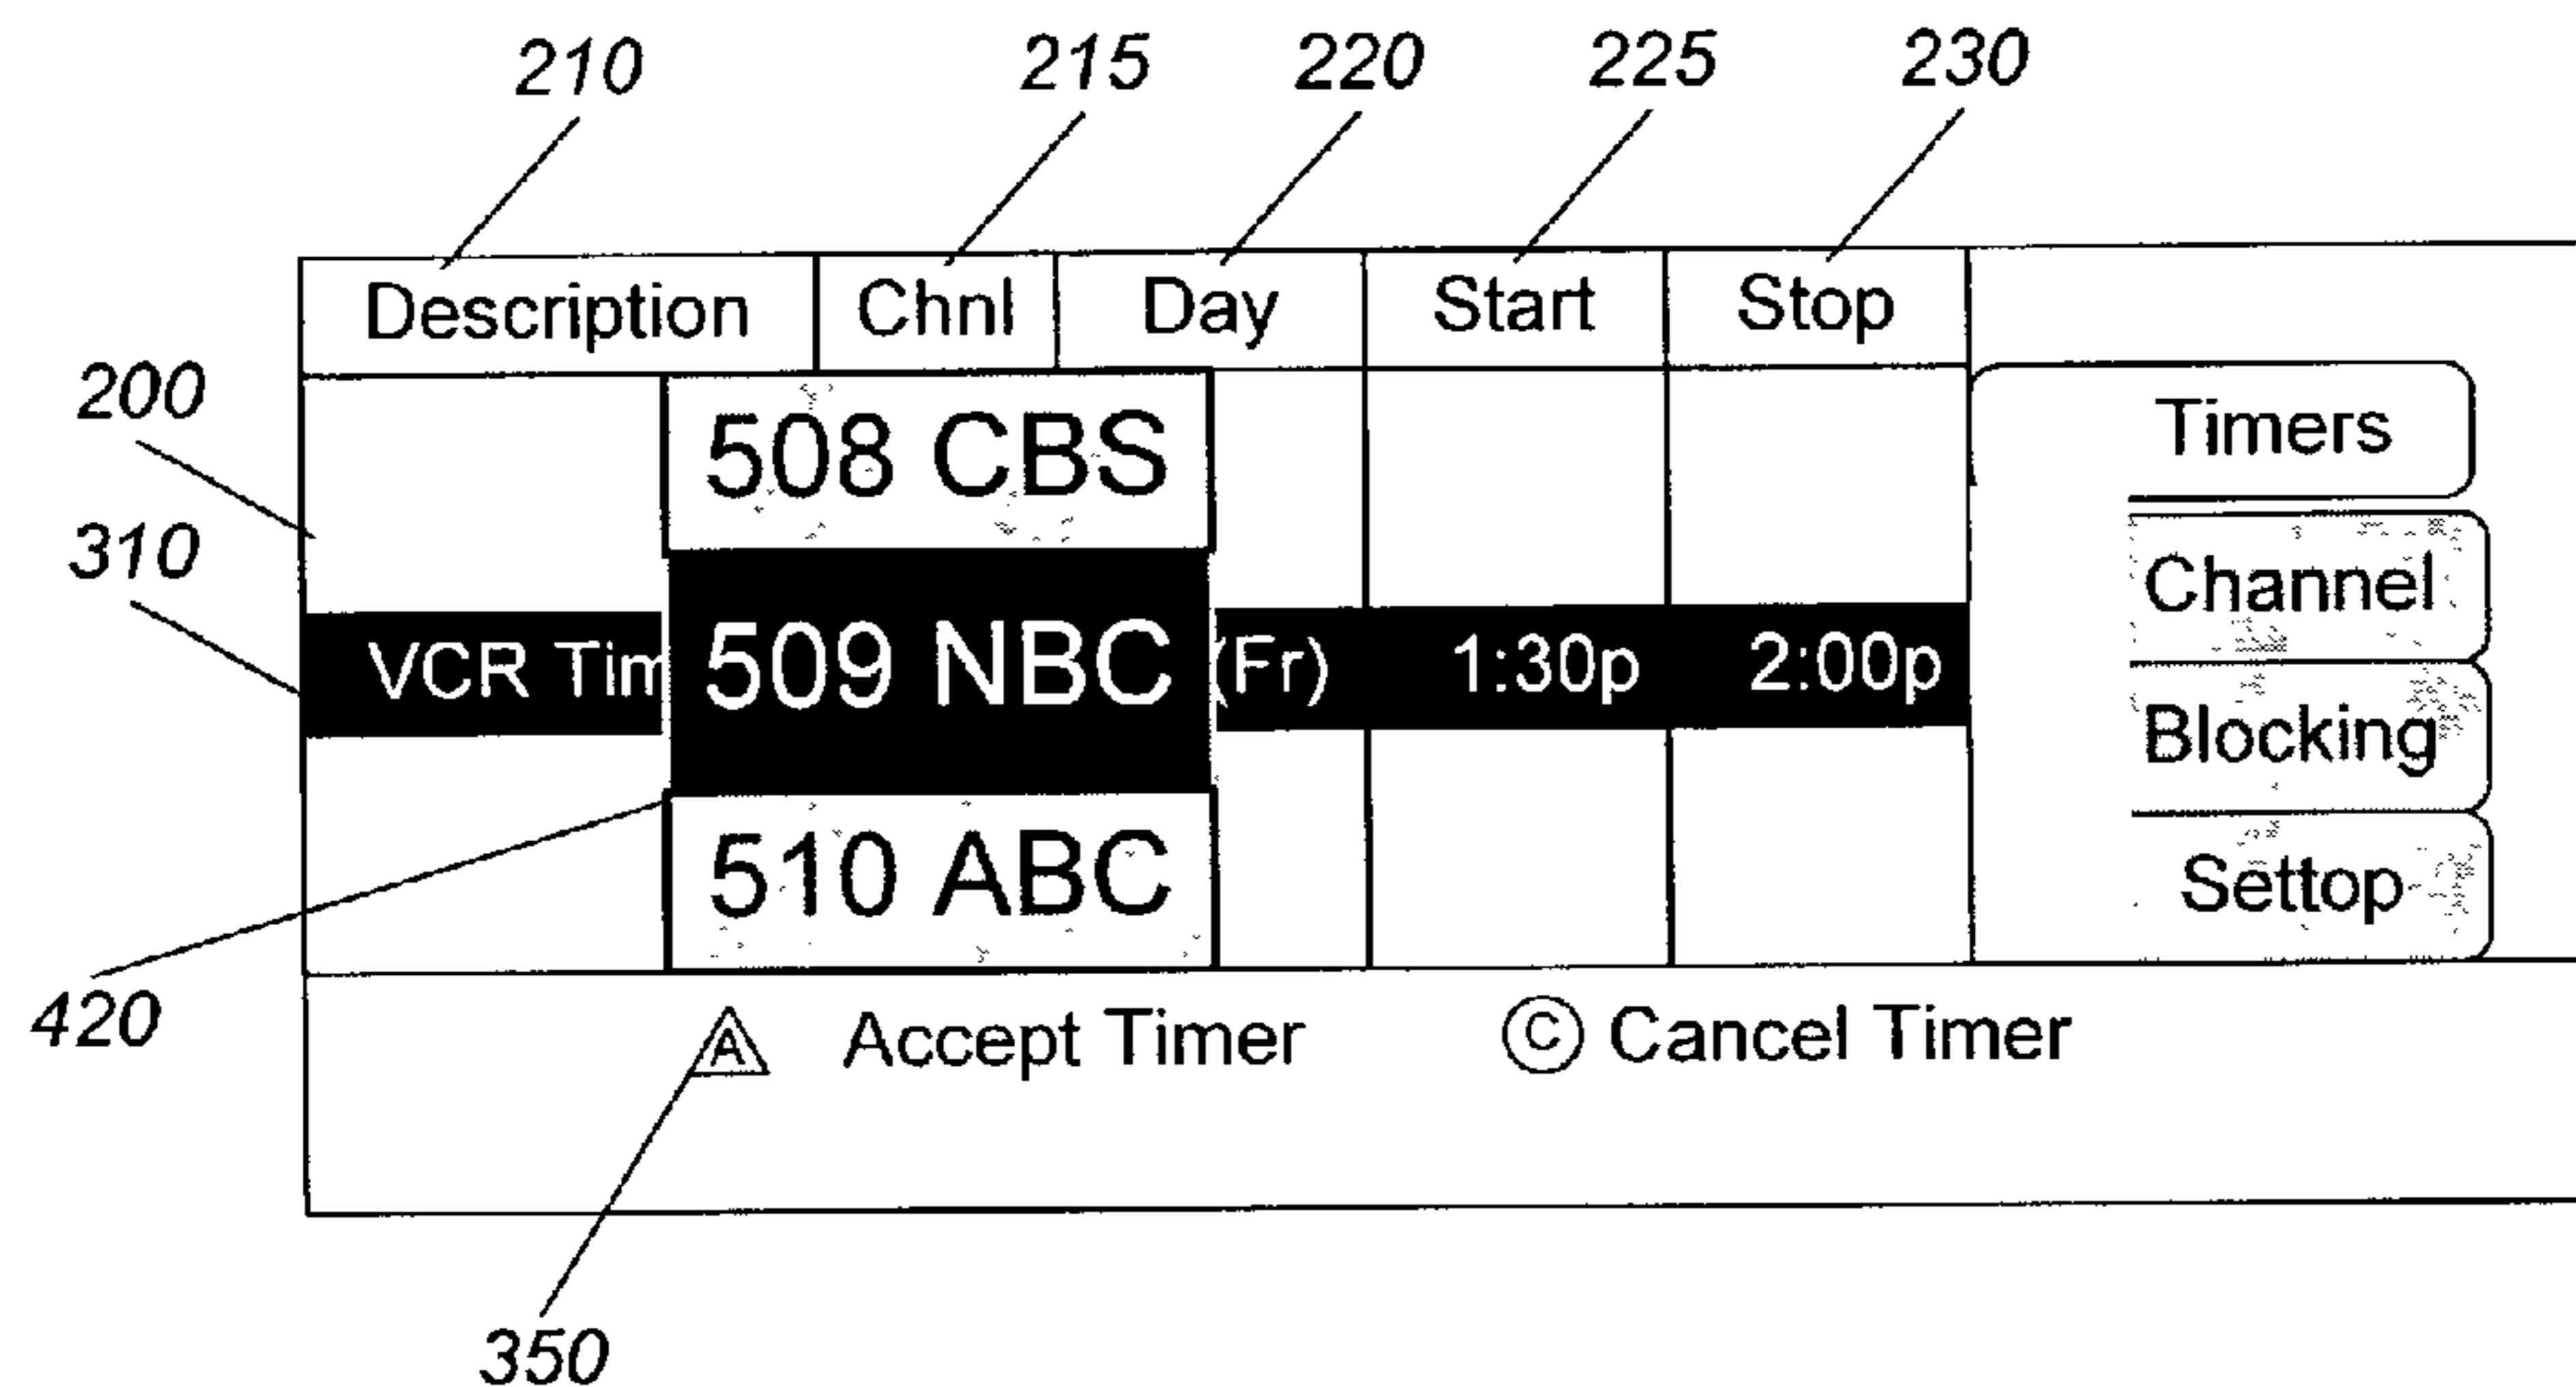 210 215 220 225 230
Description Chnl Day Start Stop
200
Timers
508 CBS
310
Channel
VCR Tim 509 NBC (Fr) 1:30p 2:00p
Blocking
510 ABC
Settop
420
A Accept Timer C Cancel Timer
350